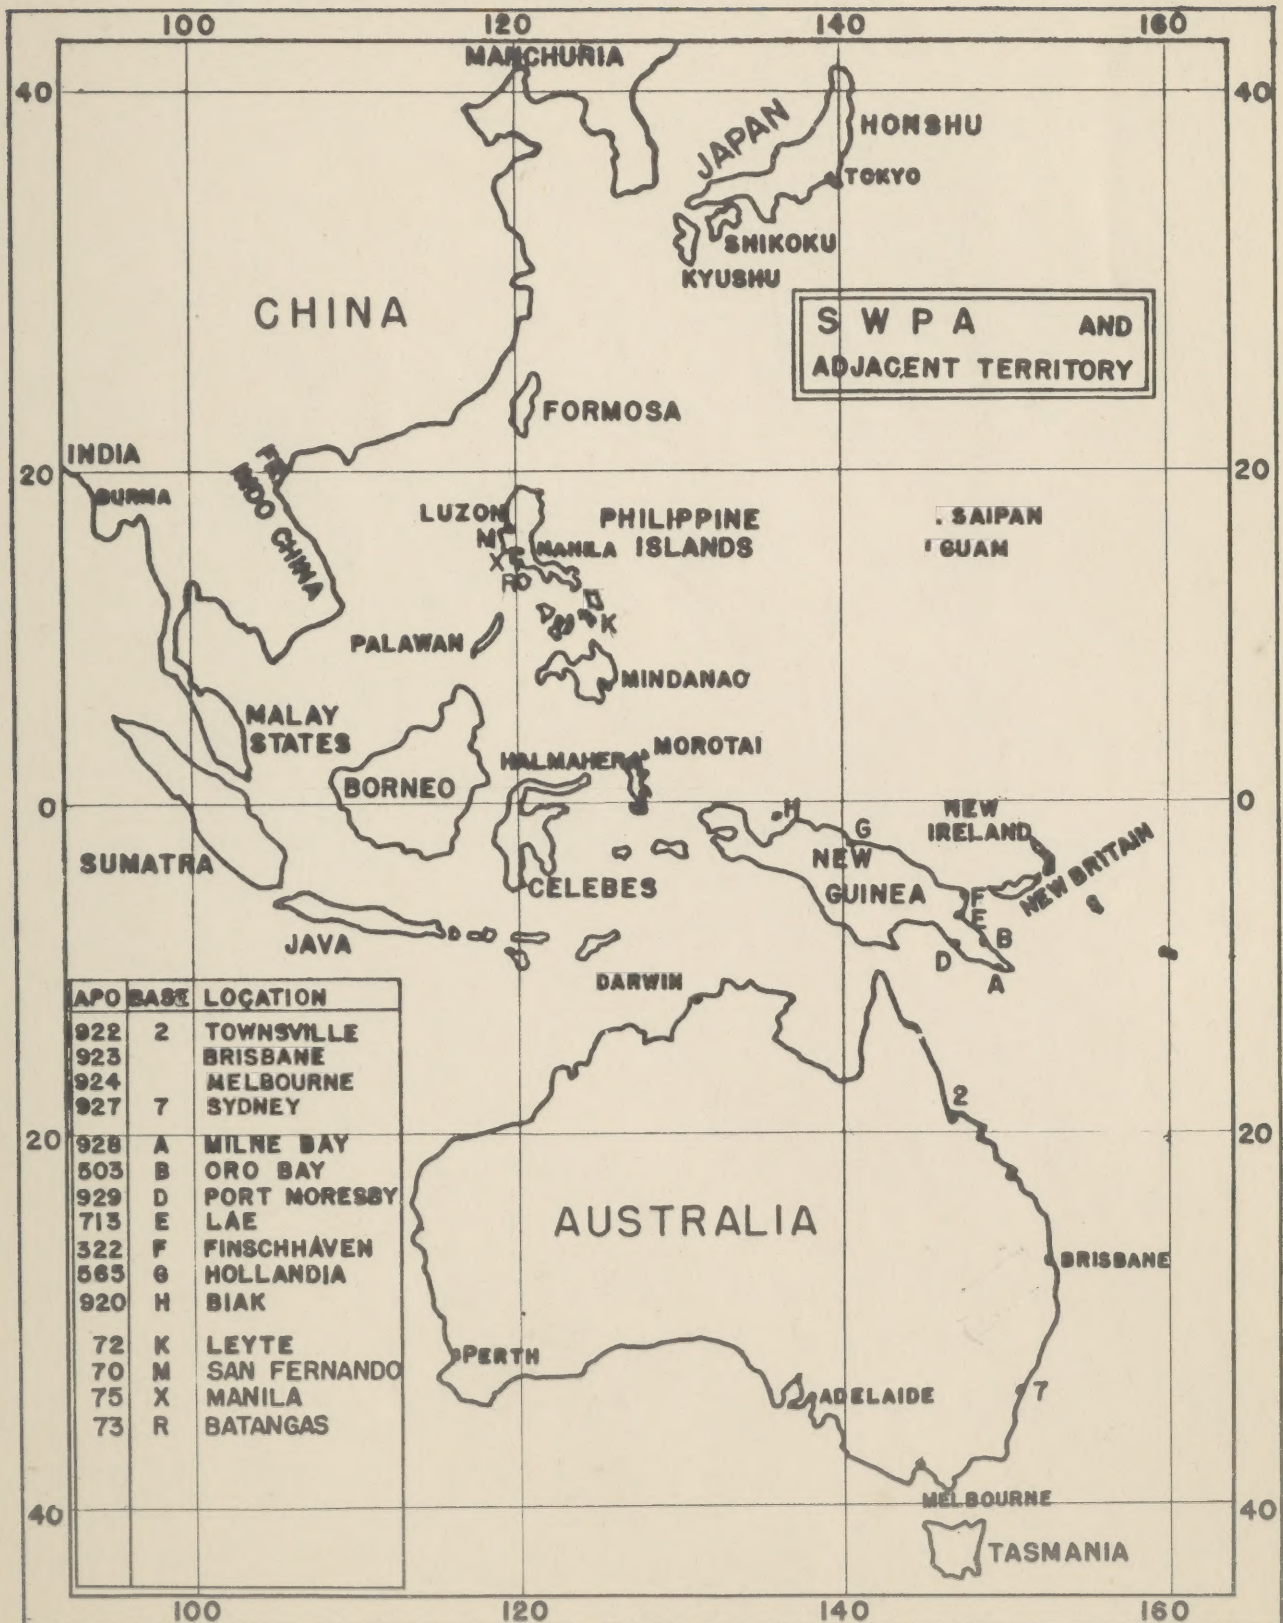 100 120 140 160
MANCHURIA
40 40
JAPAN
HONSHU
TOKYO
SHIKOKU
KYUSHU
CHINA
S W P A AND
ADJACENT TERRITORY
FORMOSA
INDIA
20 20
BURMA
FR.
INDO CHINA
LUZON
PHILIPPINE
ISLANDS
SAIPAN
GUAM
M
MANILA
X
R
K
PALAWAN
MINDANAO
MALAY
STATES
MOROTAI
HALMAHERA
BORNEO
0 0
H
G
NEW
IRELAND
NEW BRITAIN
SUMATRA
NEW
GUINEA
CELEBES
F
E
B
D
A
JAVA
DARWIN
APO BASE LOCATION
922 2 TOWNSVILLE
923 BRISBANE
924 MELBOURNE
927 7 SYDNEY
928 A MILNE BAY
503 B ORO BAY
929 D PORT MORESBY
713 E LAE
322 F FINSCHHAVEN
565 G HOLLANDIA
920 H BIAK
72 K LEYTE
70 M SAN FERNANDO
75 X MANILA
73 R BATANGAS
2
20 20
AUSTRALIA
BRISBANE
PERTH
ADELAIDE
7
MELBOURNE
40 40
TASMANIA
100 120 140 160